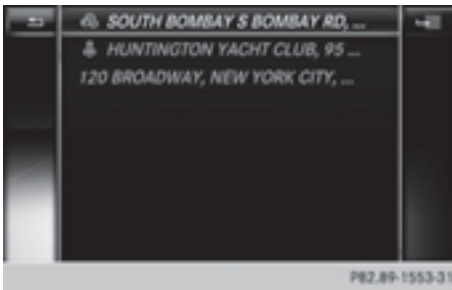 SOUTH BOMBAY S BOMBAY RD, ...
HUNTINGTON YACHT CLUB, 95 ...
120 BROADWAY, NEW YORK CITY, ...
P82.89-1553-31